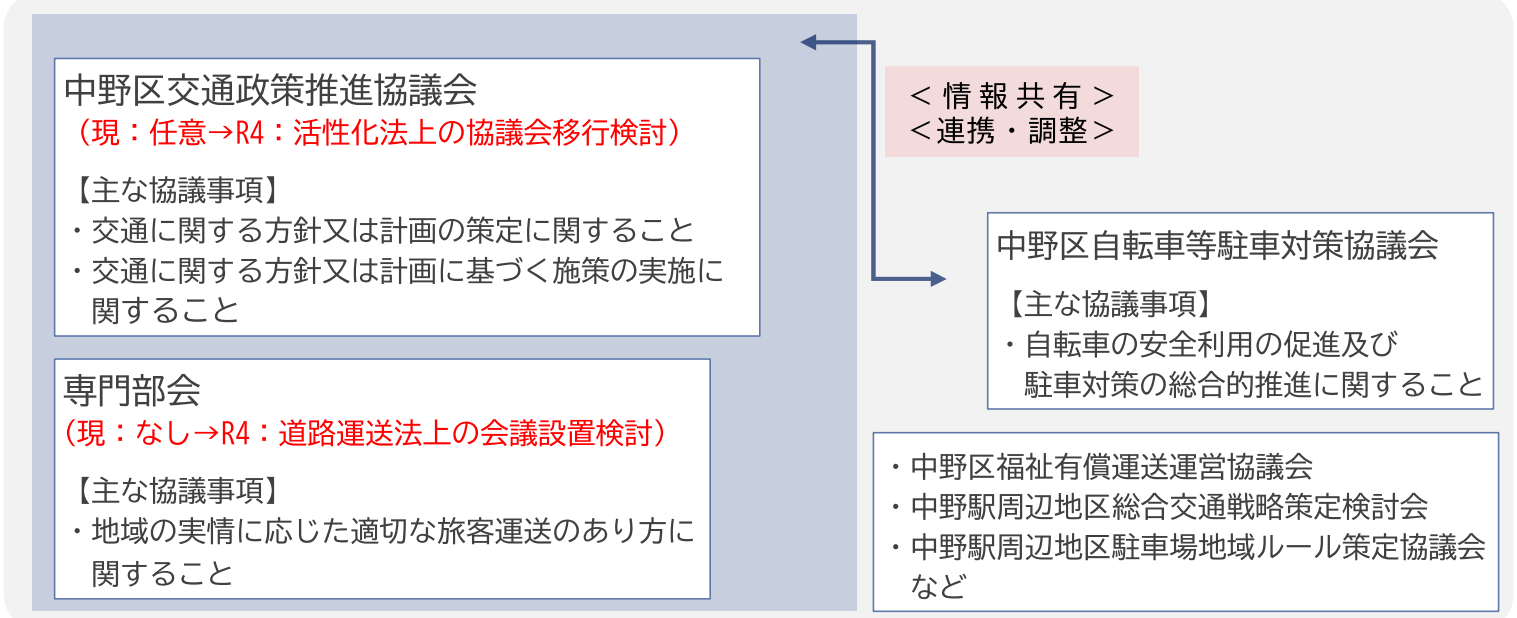 中野区交通政策推進協議会
（現：任意→R4：活性化法上の協議会移行検討）
【主な協議事項】
・交通に関する方針又は計画の策定に関すること
・交通に関する方針又は計画に基づく施策の実施に
関すること
専門部会
（現：なし→R4：道路運送法上の会議設置検討）
【主な協議事項】
・地域の実情に応じた適切な旅客運送のあり方に
関すること
＜情報共有＞
＜連携・調整＞
中野区自転車等駐車対策協議会
【主な協議事項】
・自転車の安全利用の促進及び
駐車対策の総合的推進に関すること
・中野区福祉有償運送運営協議会
・中野駅周辺地区総合交通戦略策定検討会
・中野駅周辺地区駐車場地域ルール策定協議会
など